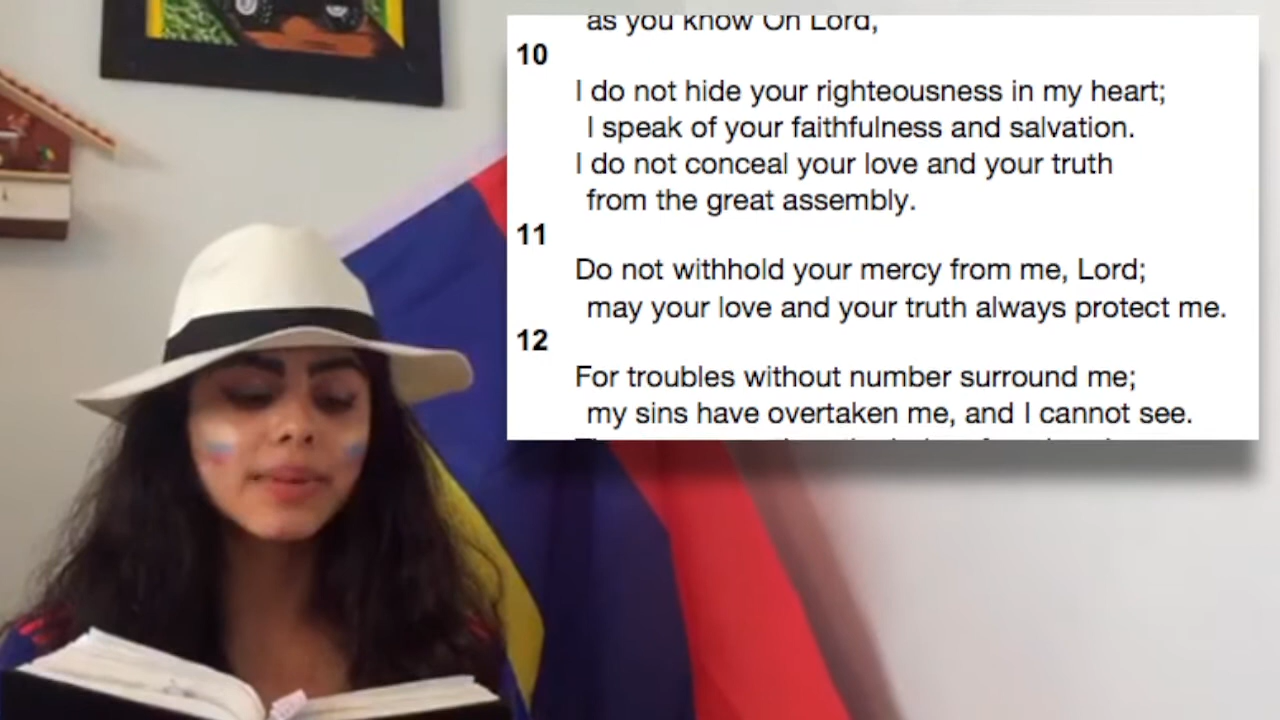 as you know Oh Lord,
10
I do not hide your righteousness in my heart;
I speak of your faithfulness and salvation.
I do not conceal your love and your truth
from the great assembly.
11
Do not withhold your mercy from me, Lord;
may your love and your truth always protect me.
12
For troubles without number surround me;
my sins have overtaken me, and I cannot see.